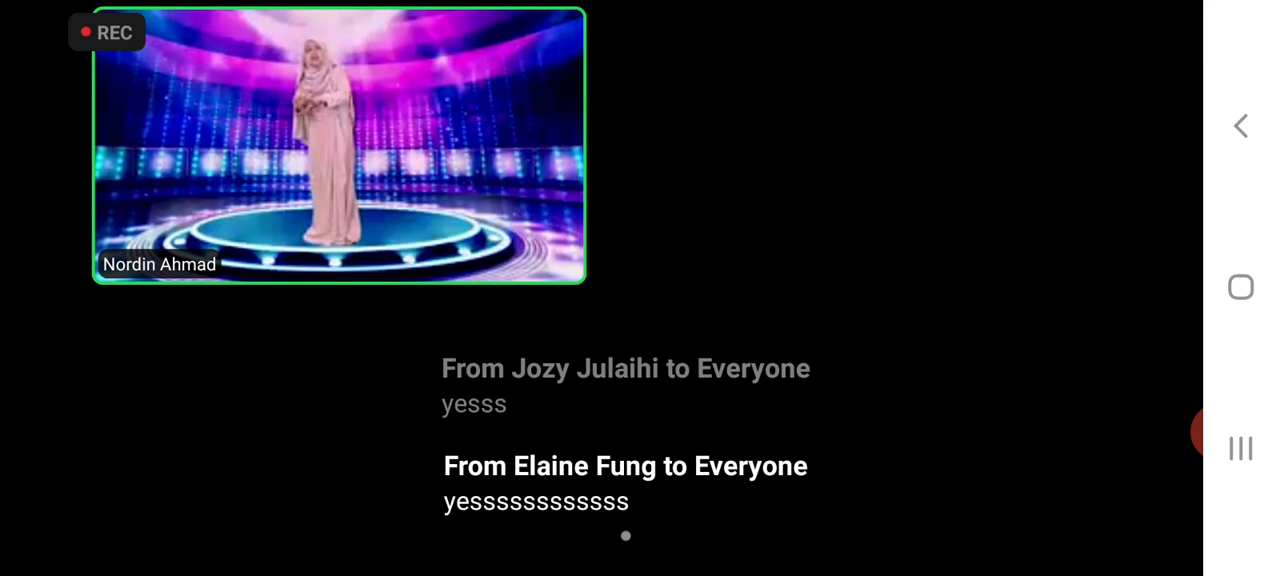 REC
Nordin Ahmad
From Jozy Julaihi to Everyone
yesss
From Elaine Fung to Everyone
yessssssssssss